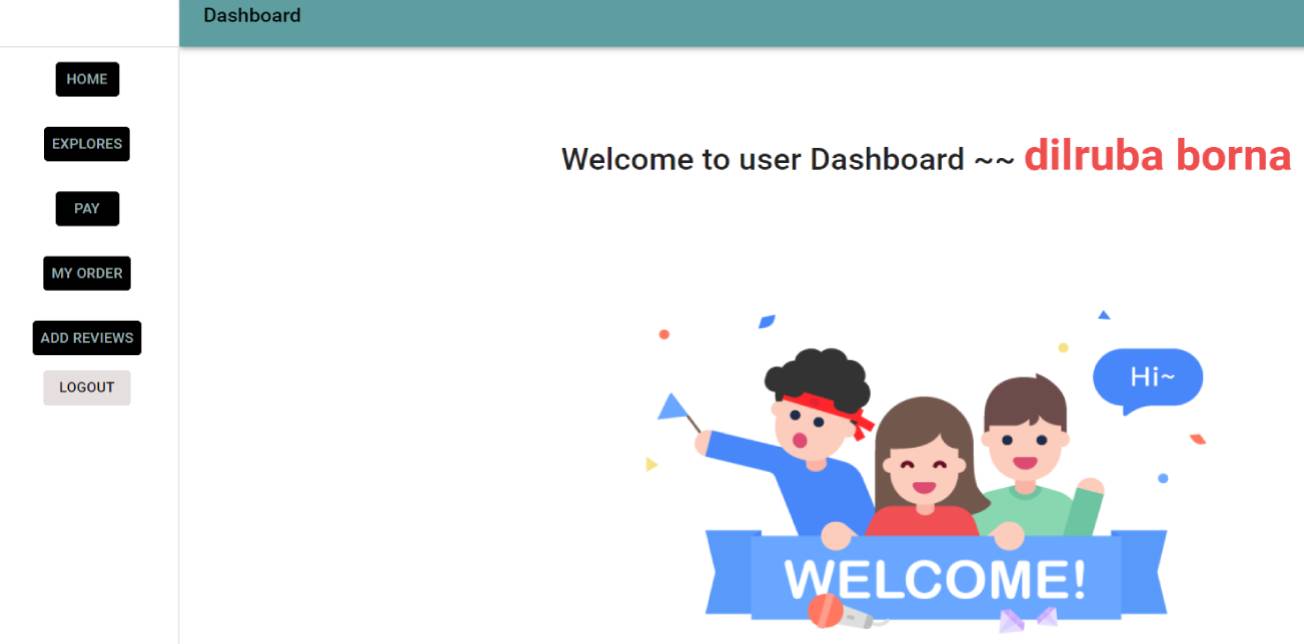 Dashboard
HOME
EXPLORES
PAY
MY ORDER
ADD REVIEWS
LOGOUT
Welcome to user Dashboard ~~ dilruba borna
Hi~
WELCOME!